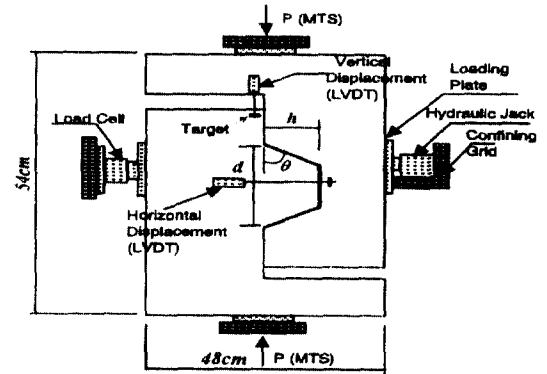 P (MTS)
Vertical
Displacement
(LVDT)
Loading
Plate
Hydraulic Jack
Confining
Grid
Load Cell
Target
h
54cm
d
θ
Horizontal
Displacement
(LVDT)
48cm
P (MTS)